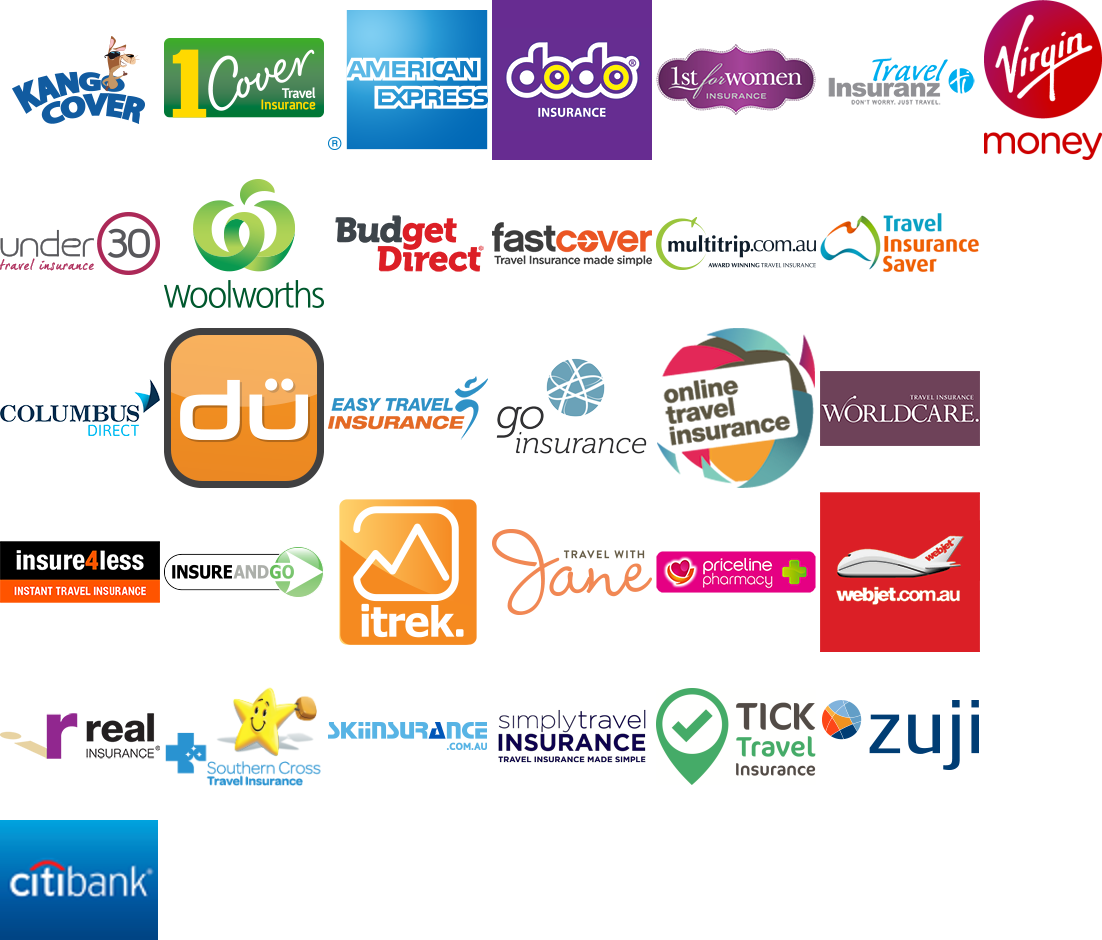 KANGO
COVER
1Cover
Travel
Insurance
AMERICAN
EXPRESS
®
dodo®
INSURANCE
1st for women
INSURANCE
Travel
Insuranz
DON'T WORRY. JUST TRAVEL.
Virgin
money
under 30
travel insurance
Woolworths
Budget
Direct®
fastcover
Travel Insurance made simple
multitrip.com.au
AWARD WINNING TRAVEL INSURANCE
Travel
Insurance
Saver
COLUMBUS
DIRECT
dü
EASY TRAVEL
INSURANCE
go
insurance
online
travel
insurance
TRAVEL INSURANCE
WORLDCARE.
insure4less
INSTANT TRAVEL INSURANCE
INSUREANDGO
itrek.
TRAVEL WITH
Jane
priceline
pharmacy
webjet
webjet.com.au
r real
INSURANCE®
Southern Cross
Travel Insurance
SKIINSURANCE
.COM.AU
simplytravel
INSURANCE
TRAVEL INSURANCE MADE SIMPLE
TICK
Travel
Insurance
zuji
citibank®